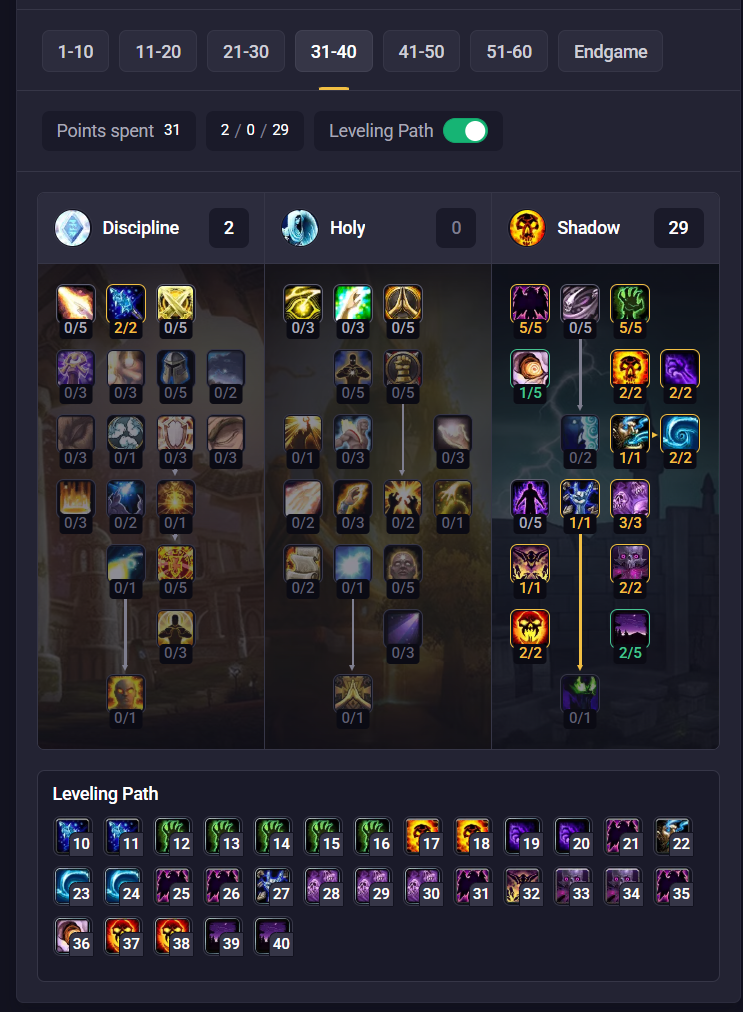 1-10 11-20 21-30 31-40 41-50 51-60 Endgame
Points spent 31 2 / 0 / 29 Leveling Path
Discipline 2 Holy 0 Shadow 29
0/5 2/2 0/5 0/3 0/3 0/5 5/5 0/5 5/5
0/3 0/3 0/5 0/2 0/5 0/5 1/5 2/2 2/2
0/3 0/1 0/3 0/3 0/1 0/3 0/3 0/2 1/1 2/2
0/3 0/2 0/1 0/2 0/3 0/2 0/1 0/5 1/1 3/3
0/1 0/5 0/2 0/1 0/5 1/1 2/2
0/3 0/3 2/2 2/5
0/1 0/1 0/1
Leveling Path
10 11 12 13 14 15 16 17 18 19 20 21 22
23 24 25 26 27 28 29 30 31 32 33 34 35
36 37 38 39 40